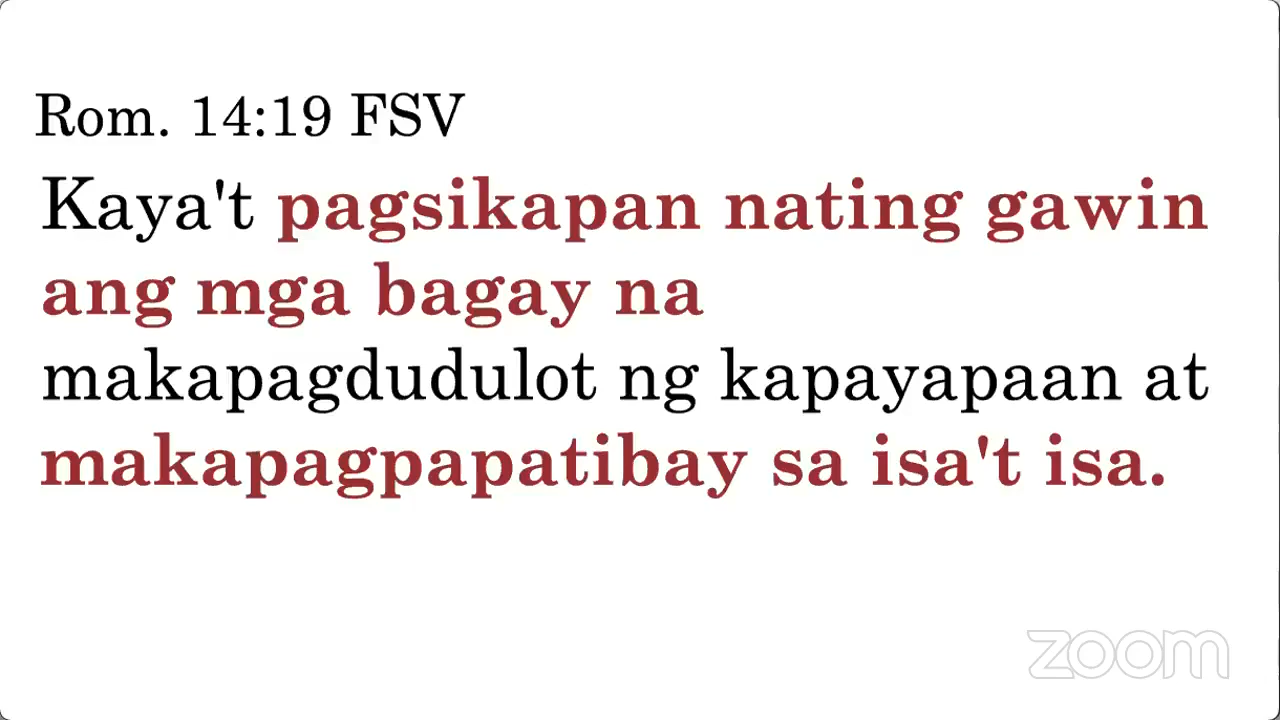 Rom. 14:19 FSV
Kaya't pagsikapan nating gawin
ang mga bagay na
makapagdudulot ng kapayapaan at
makapagpapatibay sa isa't isa.
zoom